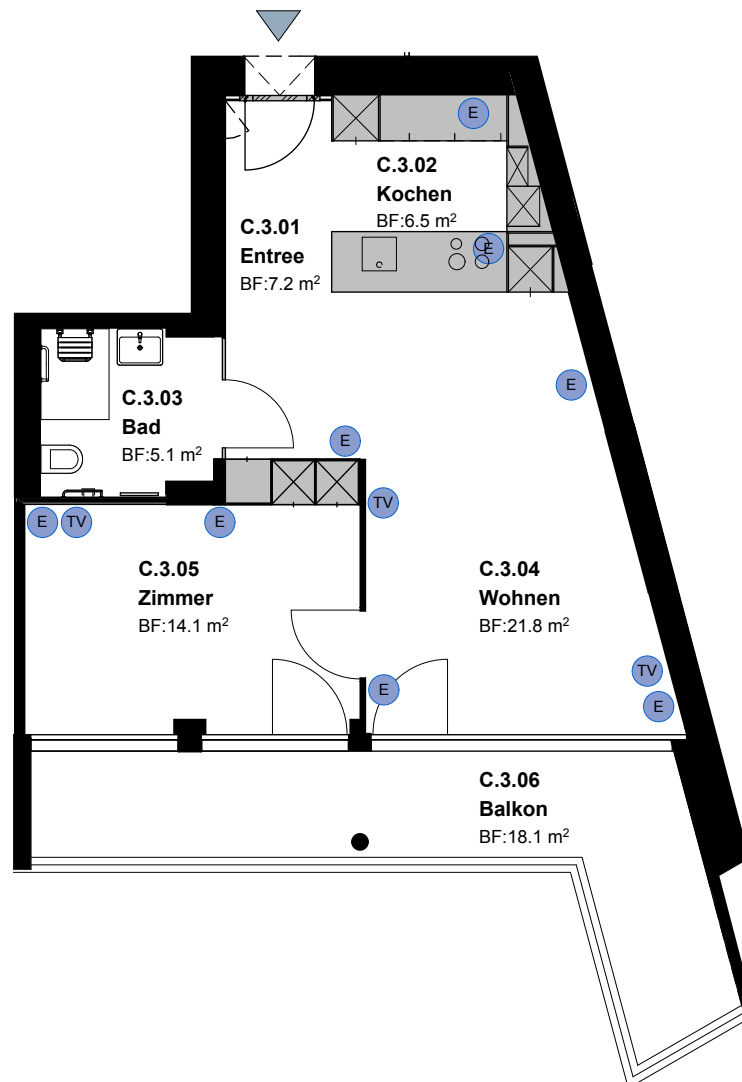 E
C.3.02
Kochen
BF:6.5 m²
C.3.01
Entree
BF:7.2 m²
E
E
C.3.03
Bad
BF:5.1 m²
E
TV
E
TV
E
C.3.05
Zimmer
BF:14.1 m²
C.3.04
Wohnen
BF:21.8 m²
TV
E
E
C.3.06
Balkon
BF:18.1 m²